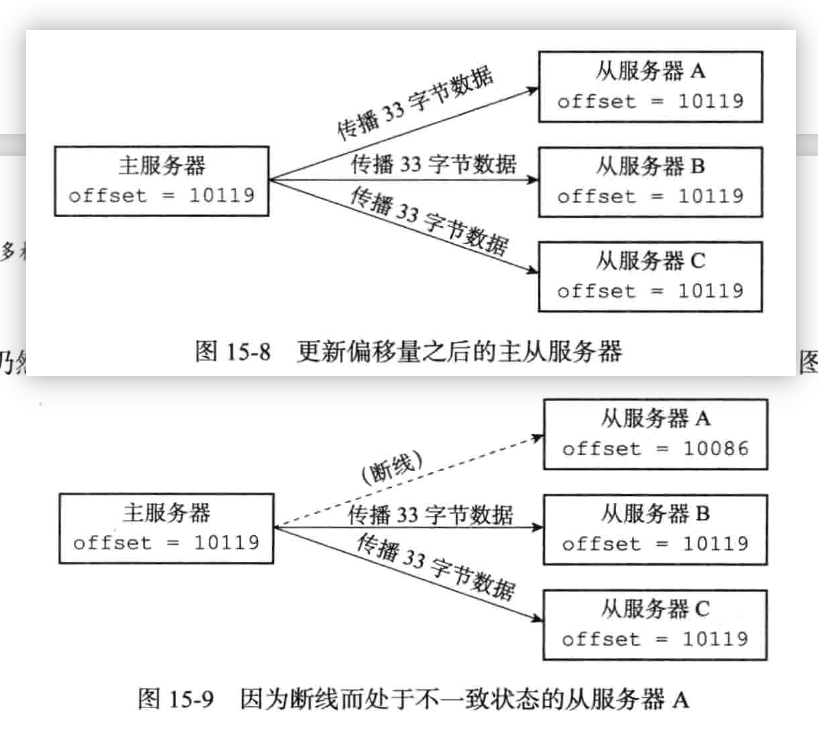 传播 33 字节数据
从服务器 A
offset = 10119
主服务器
offset = 10119
传播 33 字节数据
从服务器 B
offset = 10119
传播 33 字节数据
从服务器 C
offset = 10119
图 15-8 更新偏移量之后的主从服务器
图
(断线)
从服务器 A
offset = 10086
主服务器
offset = 10119
传播 33 字节数据
从服务器 B
offset = 10119
传播 33 字节数据
从服务器 C
offset = 10119
图 15-9 因为断线而处于不一致状态的从服务器 A